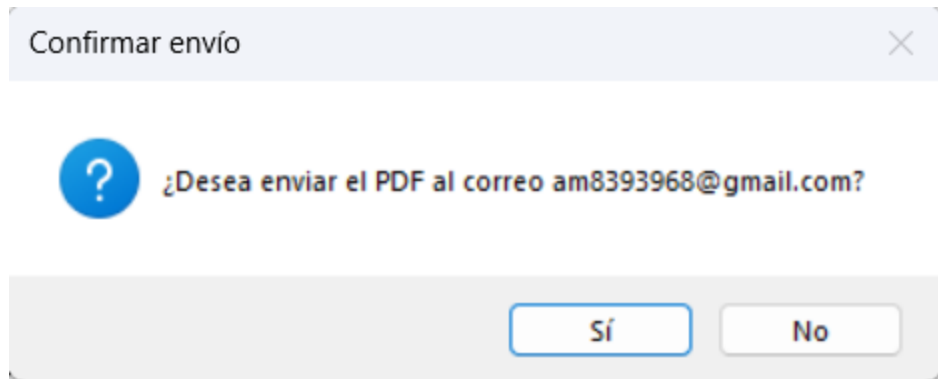 Confirmar envío
¿Desea enviar el PDF al correo am8393968@gmail.com?
Sí
No